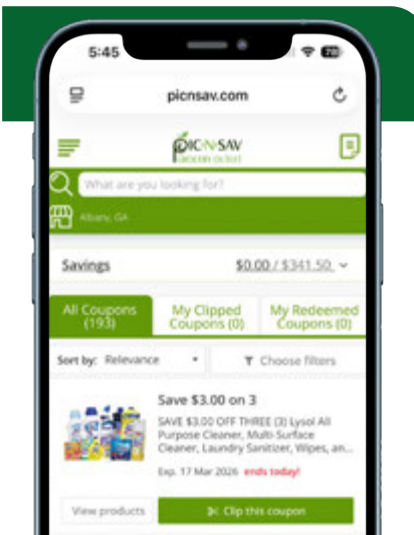 5:45
78
picnsav.com
PIC-N-SAV
GROCERY OUTLET
What are you looking for?
Albany, GA
Savings
$0.00 / $341.50
All Coupons
(193)
My Clipped
Coupons (0)
My Redeemed
Coupons (0)
Sort by: Relevance
Choose filters
Save $3.00 on 3
SAVE $3.00 OFF THREE (3) Lysol All
Purpose Cleaner, Multi-Surface
Cleaner, Laundry Sanitizer, Wipes, an...
Exp. 17 Mar 2026 ends today!
View products
Clip this coupon